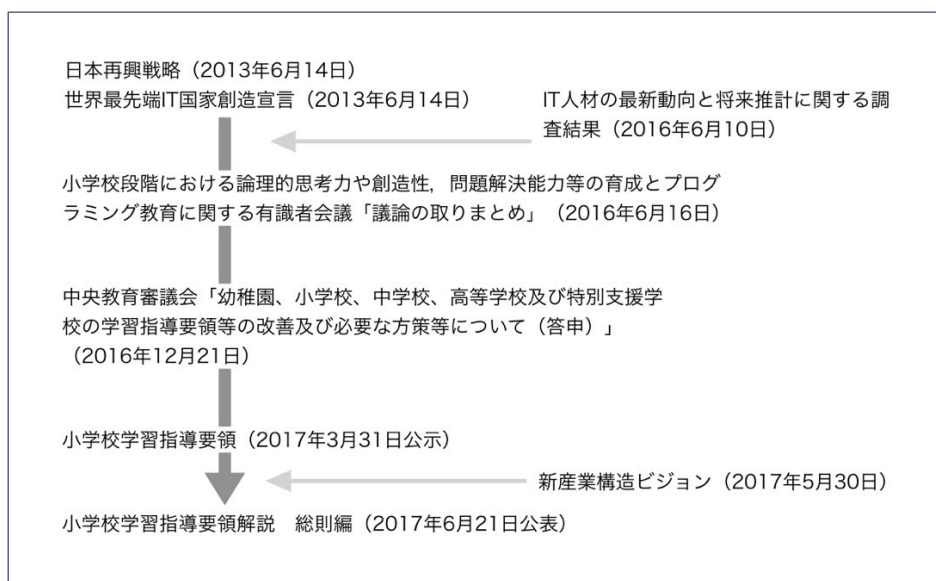 日本再興戦略（2013年6月14日）
世界最先端IT国家創造宣言（2013年6月14日）
IT人材の最新動向と将来推計に関する調
査結果（2016年6月10日）
小学校段階における論理的思考力や創造性，問題解決能力等の育成とプログ
ラミング教育に関する有識者会議「議論の取りまとめ」（2016年6月16日）
中央教育審議会「幼稚園、小学校、中学校、高等学校及び特別支援学
校の学習指導要領等の改善及び必要な方策等について（答申）」
（2016年12月21日）
小学校学習指導要領（2017年3月31日公示）
新産業構造ビジョン（2017年5月30日）
小学校学習指導要領解説　総則編（2017年6月21日公表）